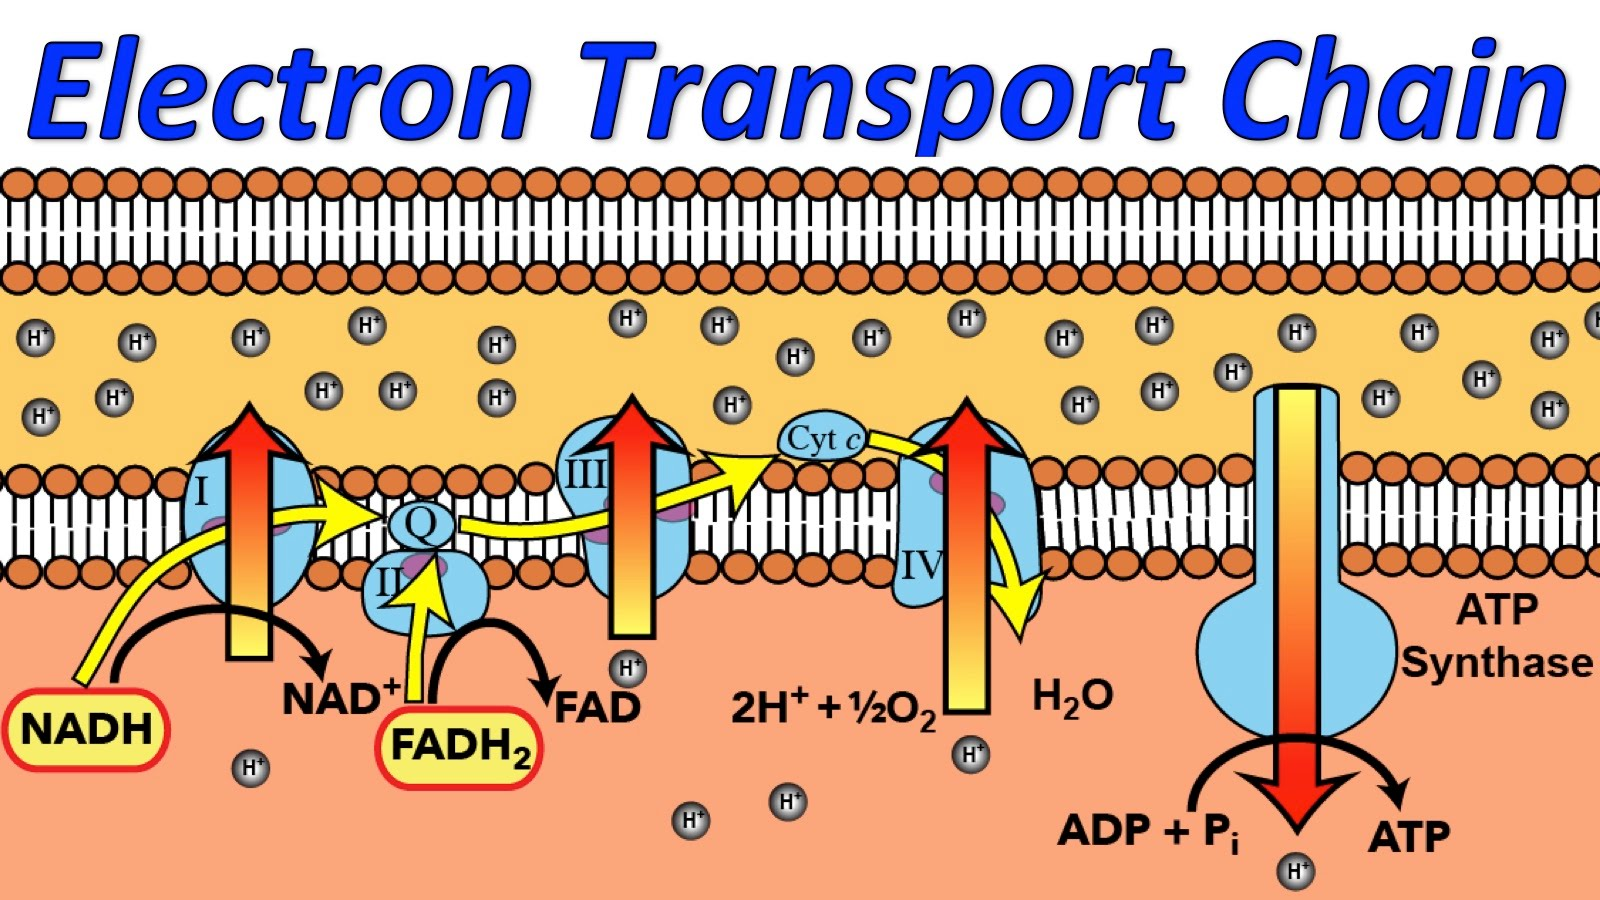 Electron Transport Chain
H⁺ H⁺ H⁺ H⁺ H⁺ H⁺ H⁺ H⁺ H⁺ H⁺ H⁺ H⁺ H⁺ H⁺ H⁺ H⁺
H⁺ H⁺ H⁺ H⁺ H⁺ H⁺ H⁺ H⁺ H⁺ H⁺ H⁺
Cyt c
I
III
Q
II
IV
ATP
Synthase
H⁺
NADH
NAD⁺
FADH₂
FAD
2H⁺ + ½O₂
H₂O
H⁺
H⁺
H⁺
H⁺
ADP + Pᵢ
ATP
H⁺